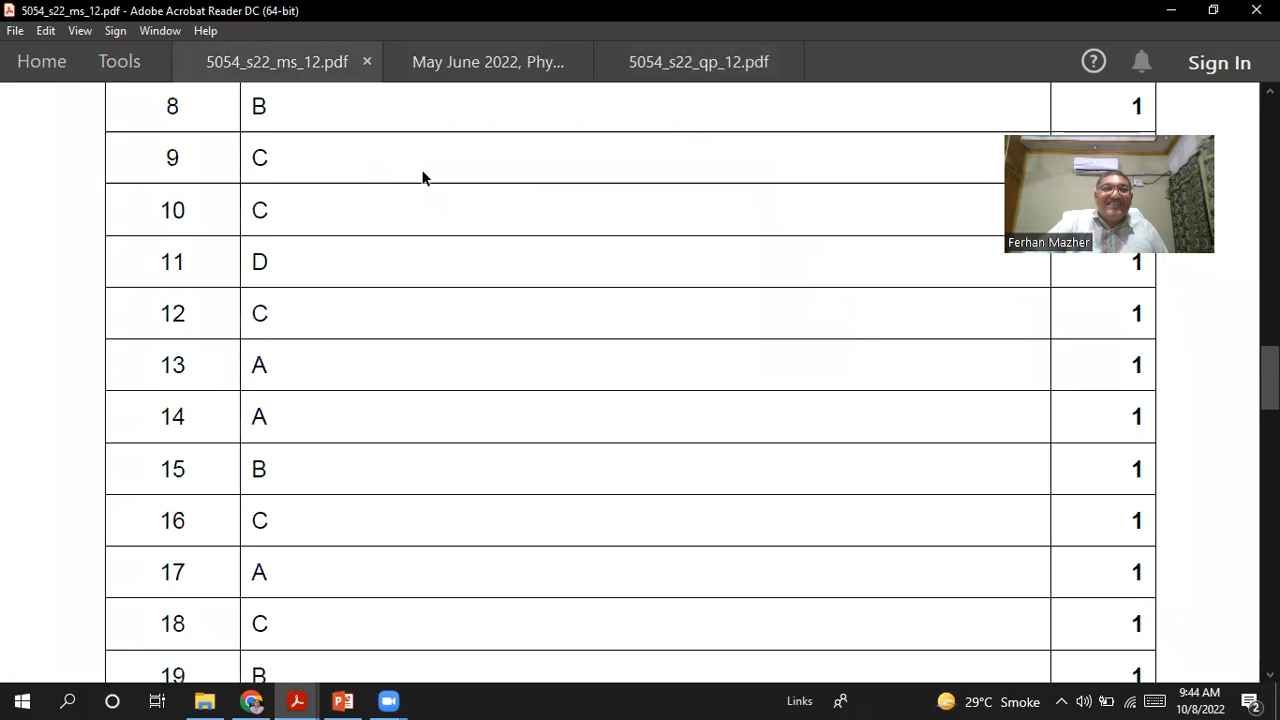 5054_s22_ms_12.pdf - Adobe Acrobat Reader DC (64-bit)
File Edit View Sign Window Help
Home Tools 5054_s22_ms_12.pdf × May June 2022, Phy... 5054_s22_qp_12.pdf Sign In
8 B 1
9 C
10 C
Ferhan Mazher
11 D 1
12 C 1
13 A 1
14 A 1
15 B 1
16 C 1
17 A 1
18 C 1
19 B 1
Links 29°C Smoke 9:44 AM
10/8/2022 2